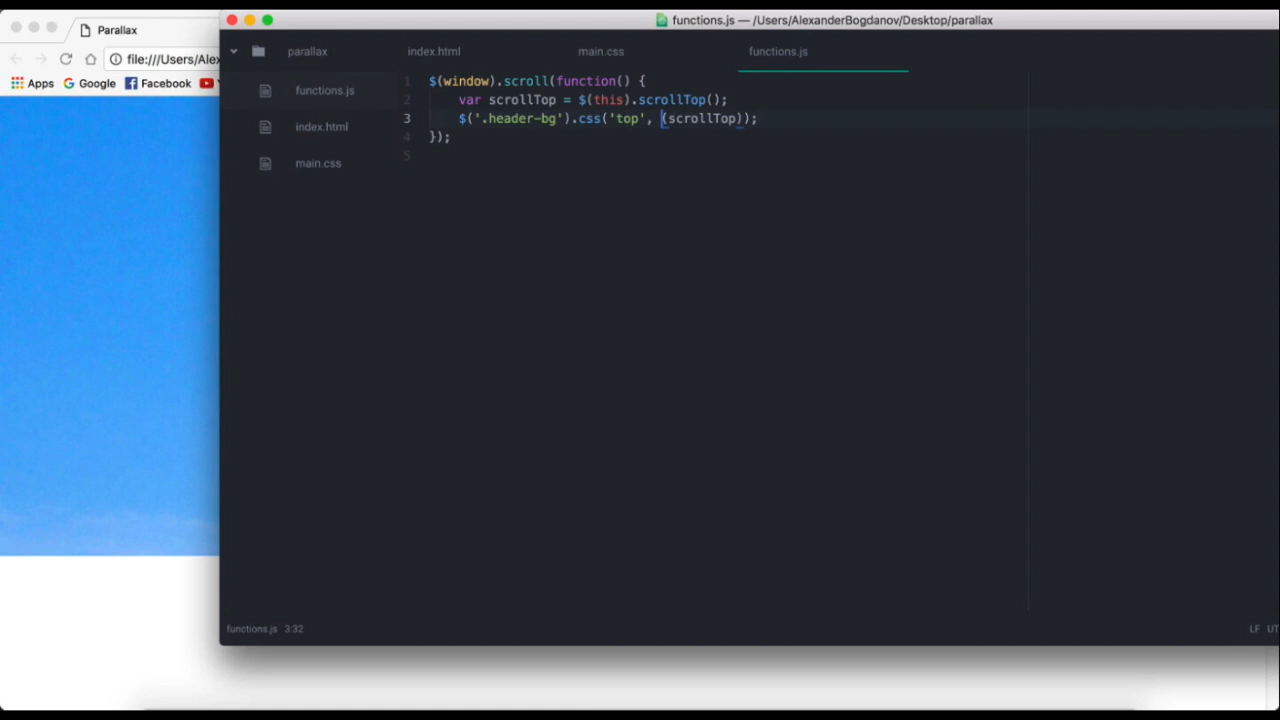 Parallax
functions.js — /Users/AlexanderBogdanov/Desktop/parallax
file:///Users/Alex
Apps Google Facebook
parallax
functions.js
index.html
main.css
index.html main.css functions.js
1 $(window).scroll(function() {
2 var scrollTop = $(this).scrollTop();
3 $('.header-bg').css('top', (scrollTop));
4 });
5
functions.js 3:32
LF UT